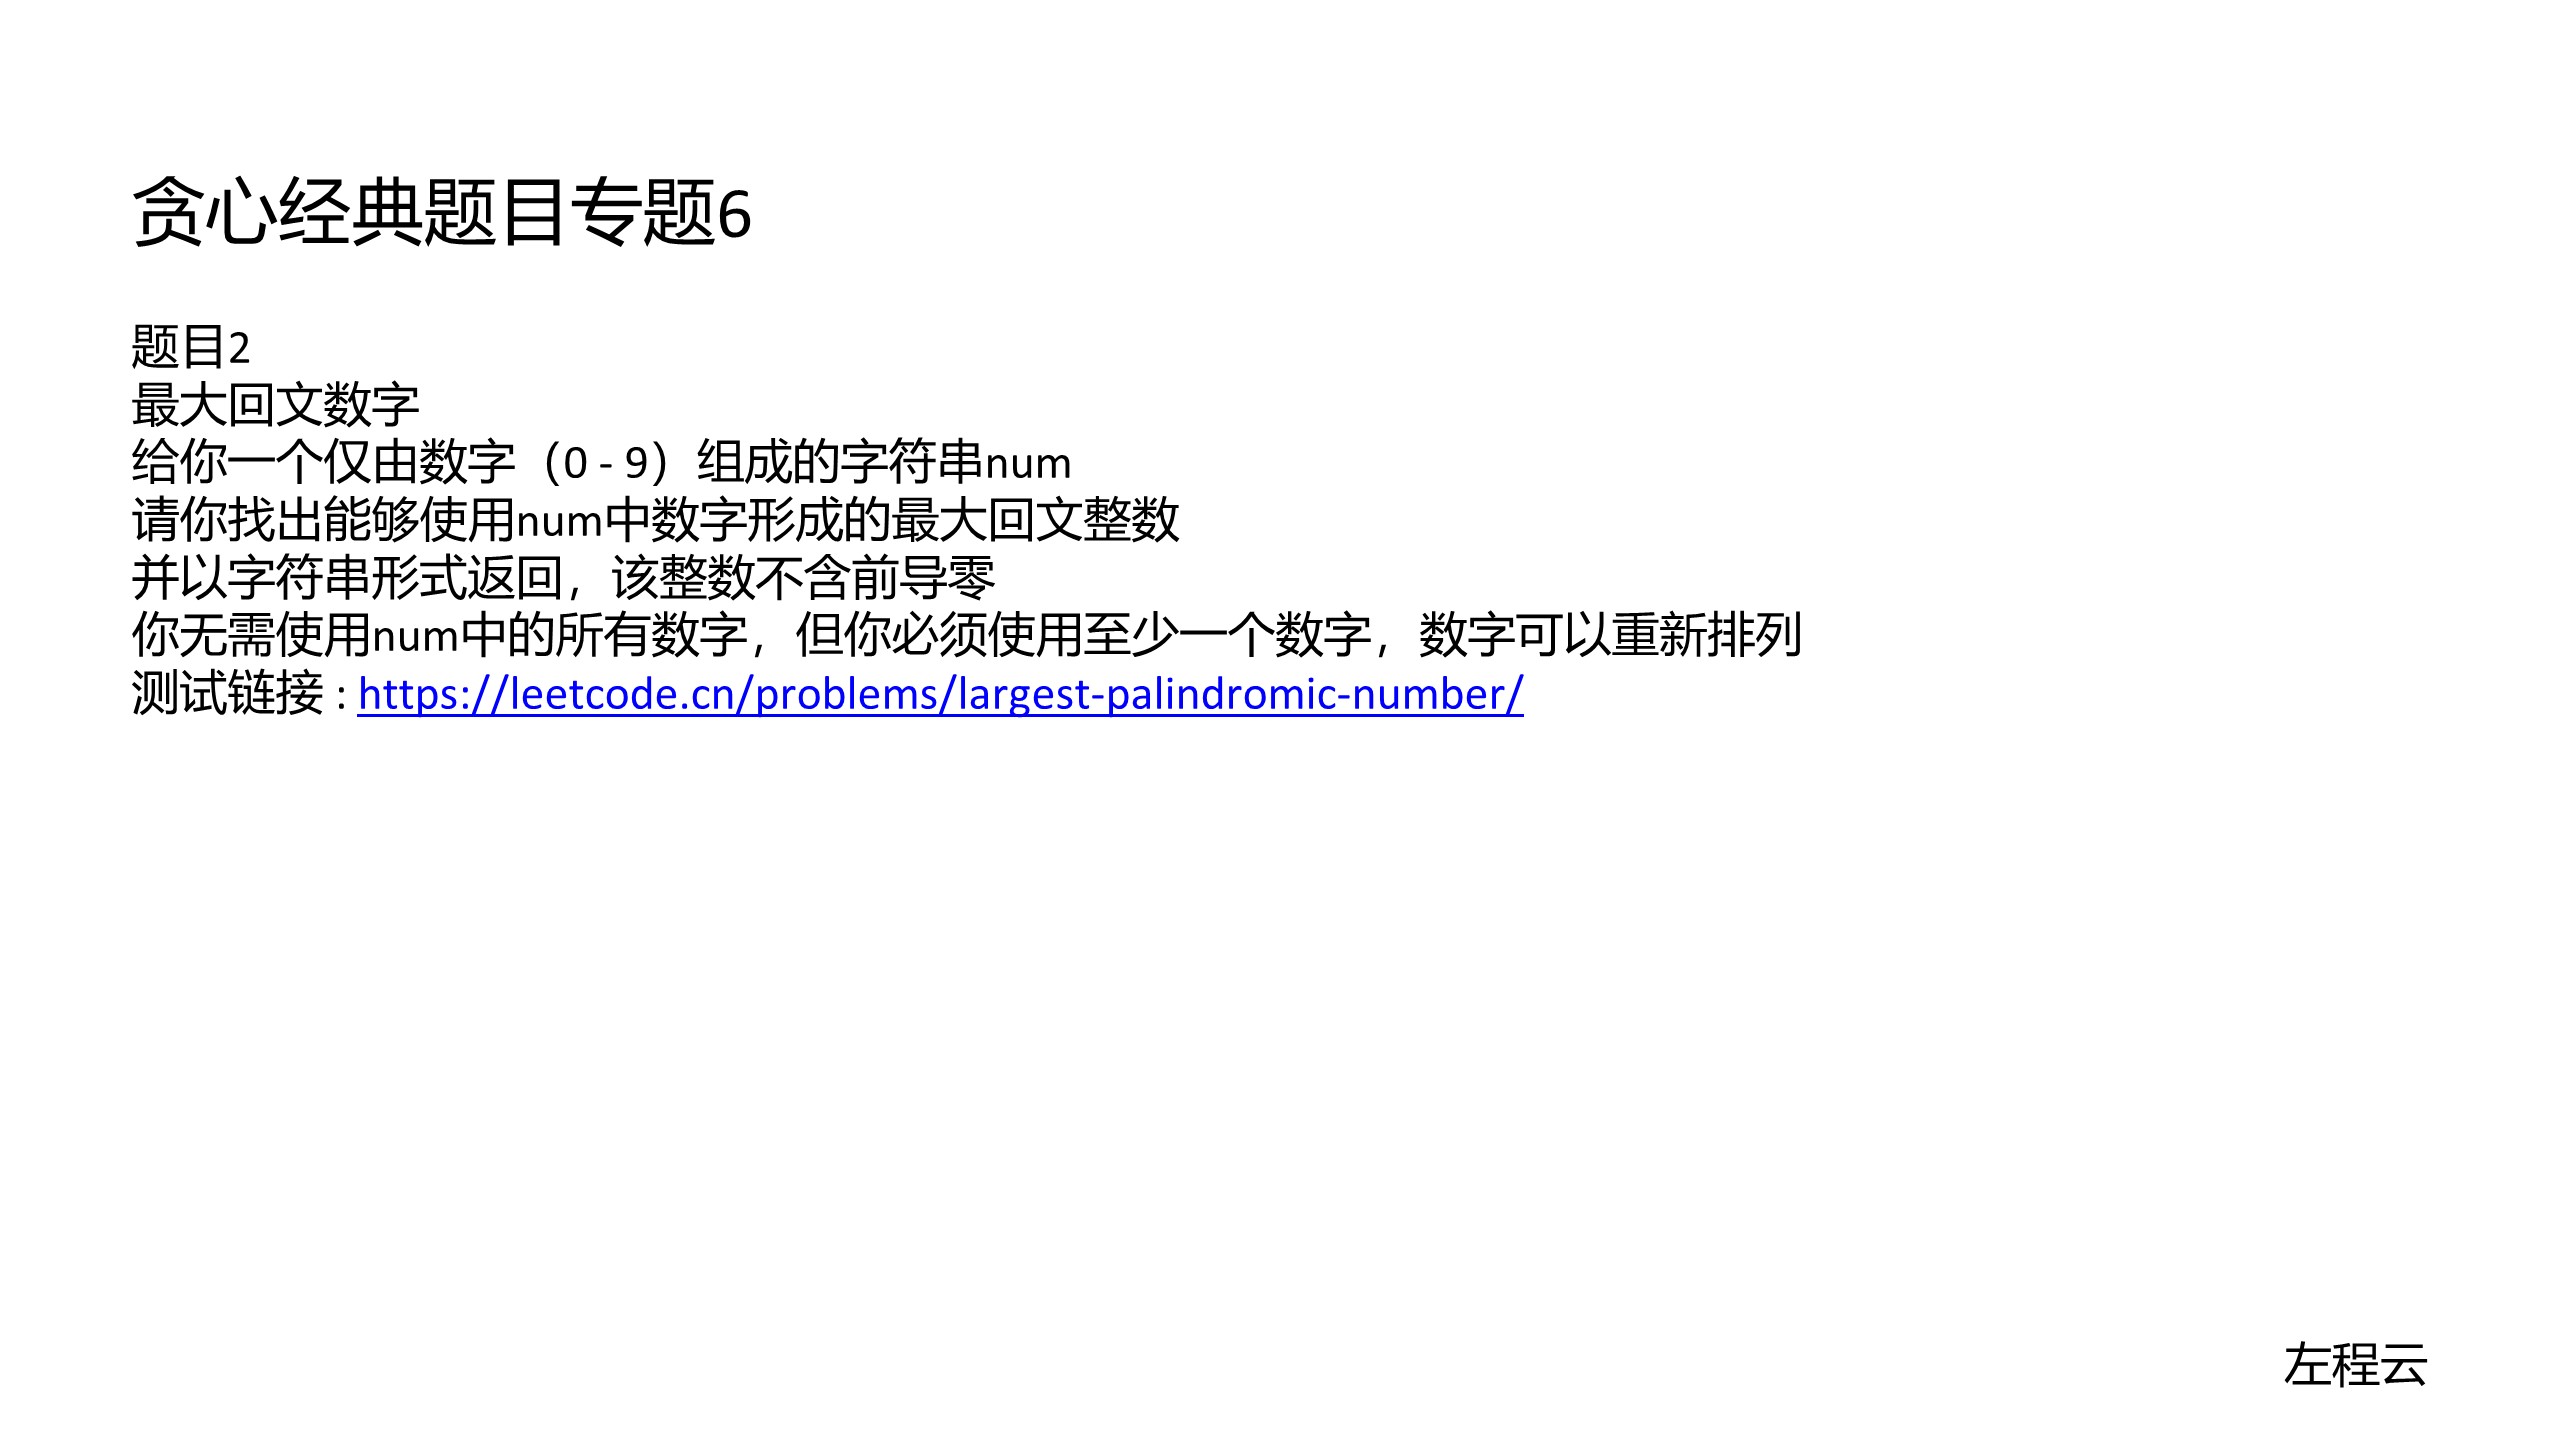 贪心经典题目专题6
题目2
最大回文数字
给你一个仅由数字（0 - 9）组成的字符串num
请你找出能够使用num中数字形成的最大回文整数
并以字符串形式返回，该整数不含前导零
你无需使用num中的所有数字，但你必须使用至少一个数字，数字可以重新排列
测试链接 : https://leetcode.cn/problems/largest-palindromic-number/
左程云